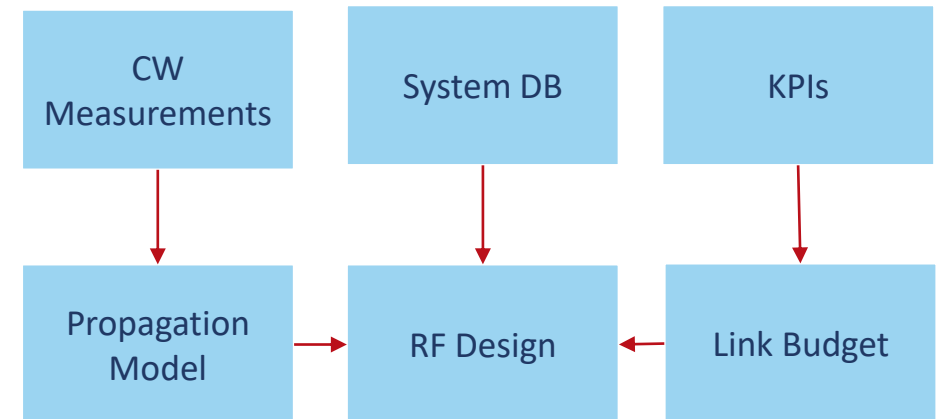 CW
Measurements
System DB
KPIs
Propagation
Model
RF Design
Link Budget